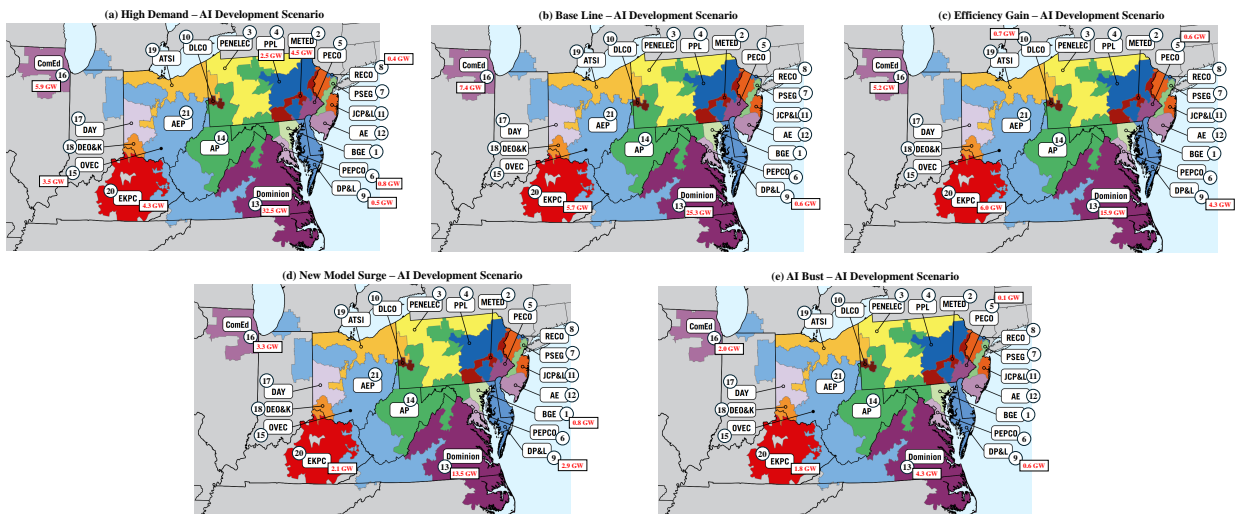 (a) High Demand – AI Development Scenario
ComEd
16
5.9 GW
19
ATSI
10
DLCO
3
PENELEC
2.5 GW
4
PPL
2
METED
4.5 GW
5
PECO
0.4 GW
8
RECO
PSEG
7
JCP&L
11
AE
12
BGE
1
PEPCO
6
0.8 GW
DP&L
9
0.5 GW
17
DAY
18
DEO&K
OVEC
15
3.5 GW
21
AEP
14
AP
20
EKPC
4.3 GW
Dominion
13
32.5 GW
(b) Base Line – AI Development Scenario
ComEd
16
7.4 GW
19
ATSI
10
DLCO
3
PENELEC
4
PPL
2
METED
5
PECO
8
RECO
PSEG
7
JCP&L
11
AE
12
BGE
1
PEPCO
6
DP&L
9
0.6 GW
17
DAY
18
DEO&K
OVEC
15
21
AEP
14
AP
20
EKPC
5.7 GW
Dominion
13
25.3 GW
(c) Efficiency Gain – AI Development Scenario
ComEd
16
5.2 GW
0.7 GW
19
ATSI
10
DLCO
3
PENELEC
4
PPL
2
METED
0.6 GW
5
PECO
8
RECO
PSEG
7
JCP&L
11
AE
12
BGE
1
PEPCO
6
DP&L
9
4.3 GW
17
DAY
18
DEO&K
OVEC
15
21
AEP
14
AP
20
EKPC
6.0 GW
Dominion
13
15.9 GW
(d) New Model Surge – AI Development Scenario
ComEd
16
3.3 GW
19
ATSI
10
DLCO
3
PENELEC
4
PPL
2
METED
5
PECO
8
RECO
PSEG
7
JCP&L
11
AE
12
BGE
1
0.8 GW
PEPCO
6
DP&L
9
2.9 GW
17
DAY
18
DEO&K
OVEC
15
21
AEP
14
AP
20
EKPC
2.1 GW
Dominion
13
13.5 GW
(e) AI Bust – AI Development Scenario
ComEd
16
2.0 GW
19
ATSI
10
DLCO
3
PENELEC
4
PPL
2
METED
0.1 GW
5
PECO
8
RECO
PSEG
7
JCP&L
11
AE
12
BGE
1
PEPCO
6
DP&L
9
0.6 GW
17
DAY
18
DEO&K
OVEC
15
21
AEP
14
AP
20
EKPC
1.8 GW
Dominion
13
4.3 GW